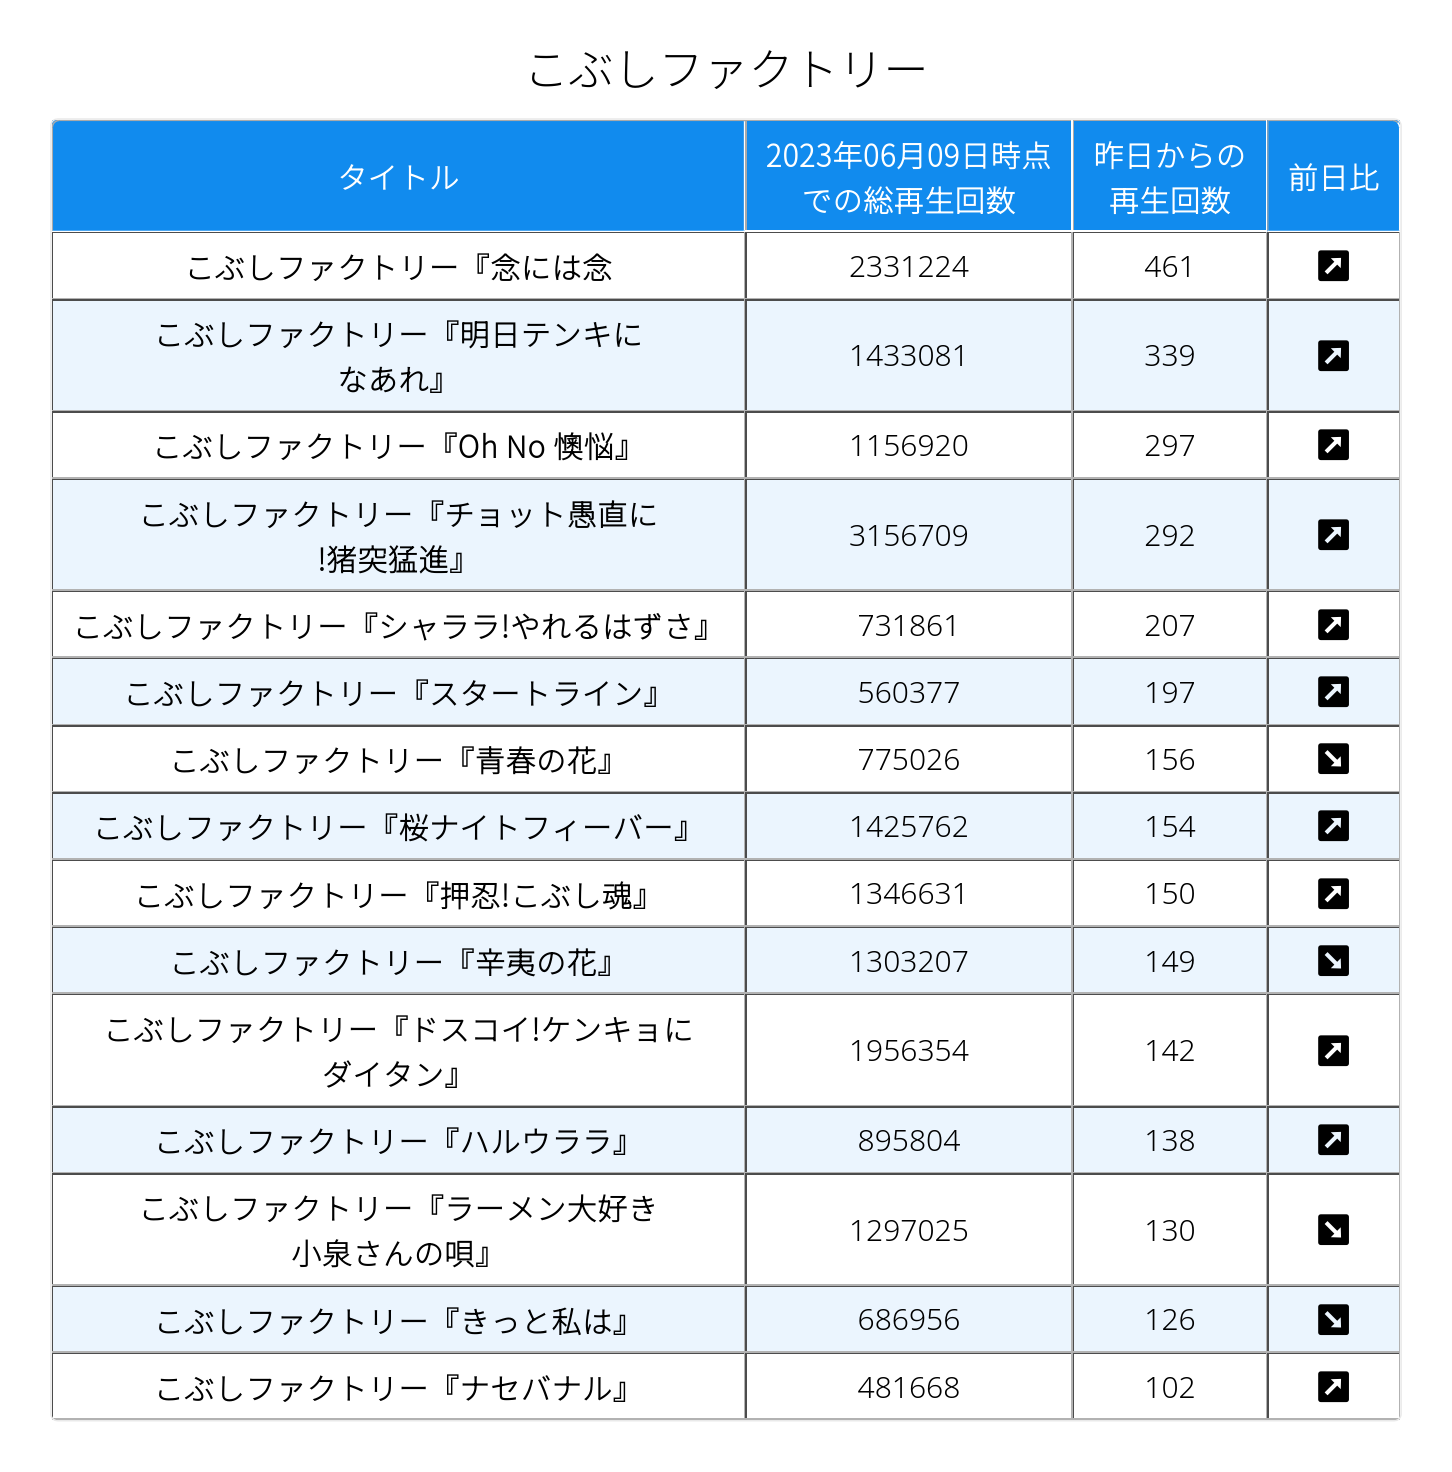 こぶしファクトリー
タイトル
2023年06月09日時点
での総再生回数
昨日からの
再生回数
前日比
こぶしファクトリー『念には念
2331224
461
こぶしファクトリー『明日テンキに
なあれ』
1433081
339
こぶしファクトリー『Oh No 懊悩』
1156920
297
こぶしファクトリー『チョット愚直に
!猪突猛進』
3156709
292
こぶしファクトリー『シャララ!やれるはずさ』
731861
207
こぶしファクトリー『スタートライン』
560377
197
こぶしファクトリー『青春の花』
775026
156
こぶしファクトリー『桜ナイトフィーバー』
1425762
154
こぶしファクトリー『押忍!こぶし魂』
1346631
150
こぶしファクトリー『辛夷の花』
1303207
149
こぶしファクトリー『ドスコイ!ケンキョに
ダイタン』
1956354
142
こぶしファクトリー『ハルウララ』
895804
138
こぶしファクトリー『ラーメン大好き
小泉さんの唄』
1297025
130
こぶしファクトリー『きっと私は』
686956
126
こぶしファクトリー『ナセバナル』
481668
102